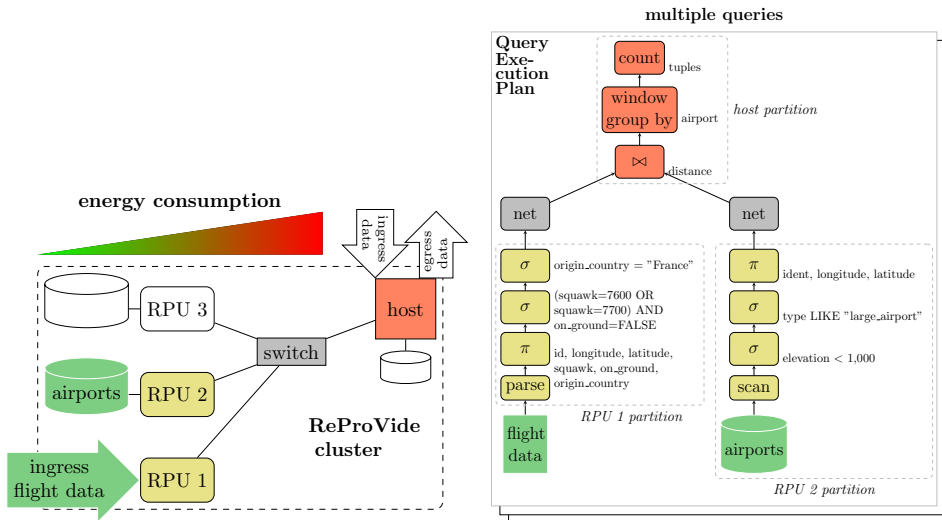 energy consumption
ingress
data
egress
data
RPU 3
host
switch
airports
RPU 2
ReProVide
cluster
ingress
flight data
RPU 1
multiple queries
Query
Exe-
cution
Plan
count
tuples
window
group by
airport
host partition
⋈
distance
net
net
σ
origin_country = "France"
σ
(squawk=7600 OR
squawk=7700) AND
on_ground=FALSE
π
id, longitude, latitude,
squawk, on_ground,
origin_country
parse
RPU 1 partition
flight
data
π
ident, longitude, latitude
σ
type LIKE "large_airport"
σ
elevation < 1,000
scan
airports
RPU 2 partition